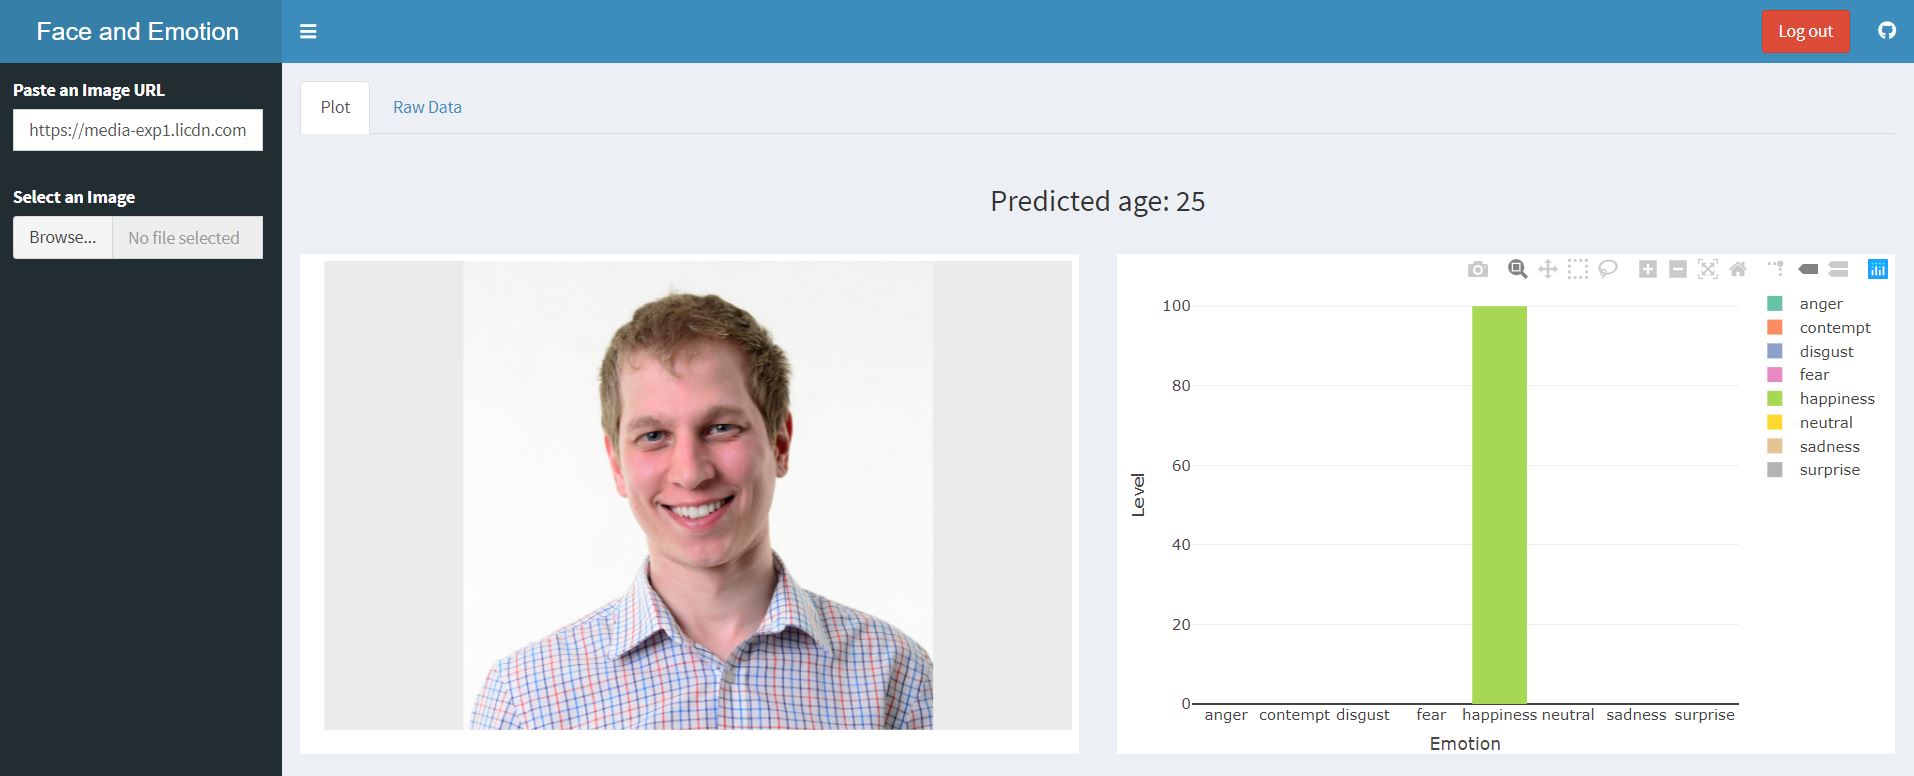 Face and Emotion
Log out
Paste an Image URL
https://media-exp1.licdn.com
Select an Image
Browse... No file selected
Plot Raw Data
Predicted age: 25
100
80
60
40
20
0
Level
anger contempt disgust fear happiness neutral sadness surprise
Emotion
anger
contempt
disgust
fear
happiness
neutral
sadness
surprise